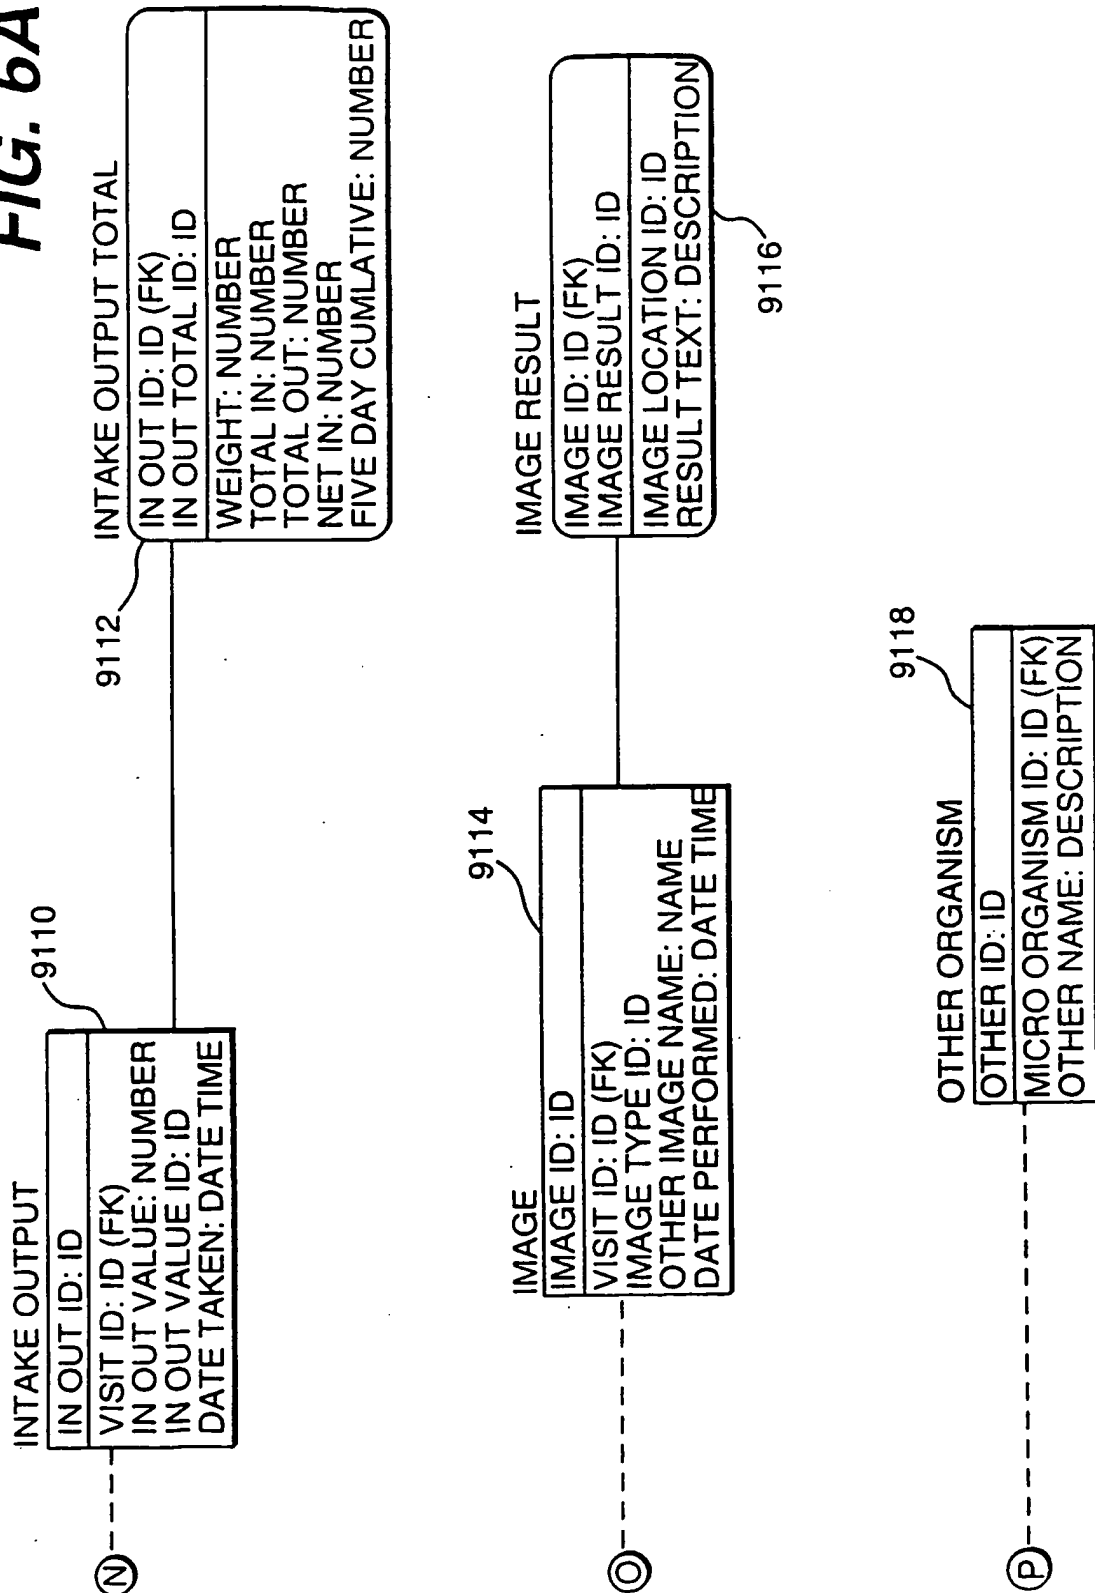 FIG. 6A
INTAKE OUTPUT
IN OUT ID: ID
VISIT ID: ID (FK)
IN OUT VALUE: NUMBER
IN OUT VALUE ID: ID
DATE TAKEN: DATE TIME
9110
N
INTAKE OUTPUT TOTAL
IN OUT ID: ID (FK)
IN OUT TOTAL ID: ID
WEIGHT: NUMBER
TOTAL IN: NUMBER
TOTAL OUT: NUMBER
NET IN: NUMBER
FIVE DAY CUMLATIVE: NUMBER
9112
IMAGE
IMAGE ID: ID
VISIT ID: ID (FK)
IMAGE TYPE ID: ID
OTHER IMAGE NAME: NAME
DATE PERFORMED: DATE TIME
9114
O
IMAGE RESULT
IMAGE ID: ID (FK)
IMAGE RESULT ID: ID
IMAGE LOCATION ID: ID
RESULT TEXT: DESCRIPTION
9116
OTHER ORGANISM
OTHER ID: ID
MICRO ORGANISM ID: ID (FK)
OTHER NAME: DESCRIPTION
9118
P